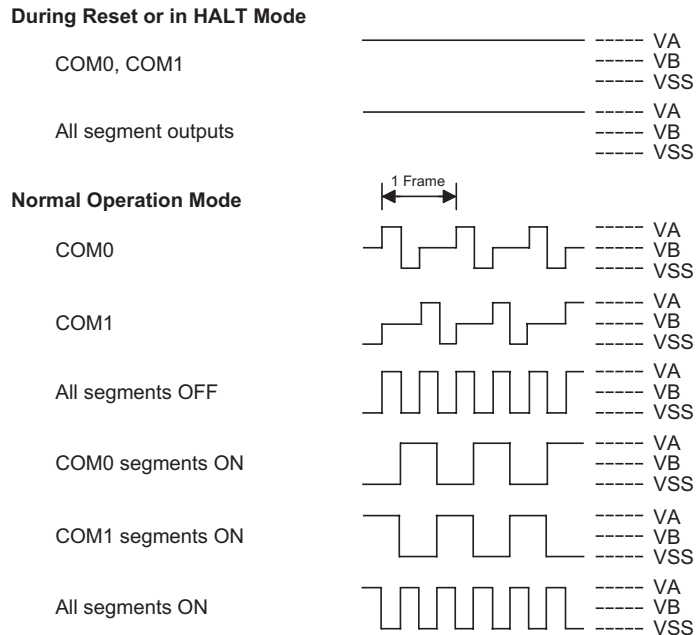 During Reset or in HALT Mode
COM0, COM1
VA
VB
VSS
All segment outputs
VA
VB
VSS
1 Frame
Normal Operation Mode
COM0
VA
VB
VSS
COM1
VA
VB
VSS
All segments OFF
VA
VB
VSS
COM0 segments ON
VA
VB
VSS
COM1 segments ON
VA
VB
VSS
All segments ON
VA
VB
VSS